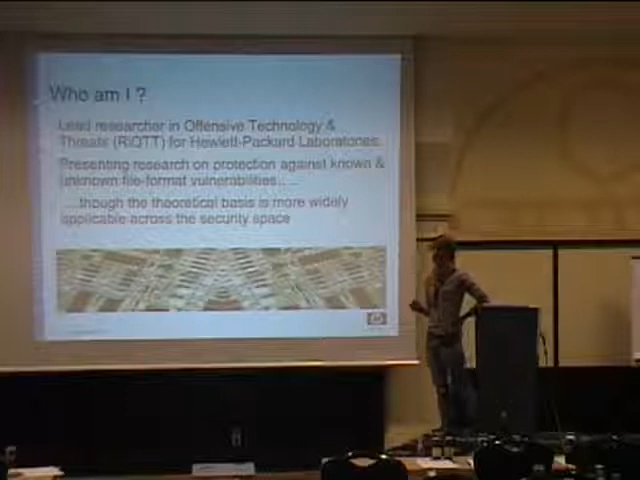 Who am I ?
Lead researcher in Offensive Technology &
Threats (RiOTT) for Hewlett-Packard Laboratories.
Presenting research on protection against known &
unknown file-format vulnerabilities.....
....though the theoretical basis is more widely
applicable across the security space